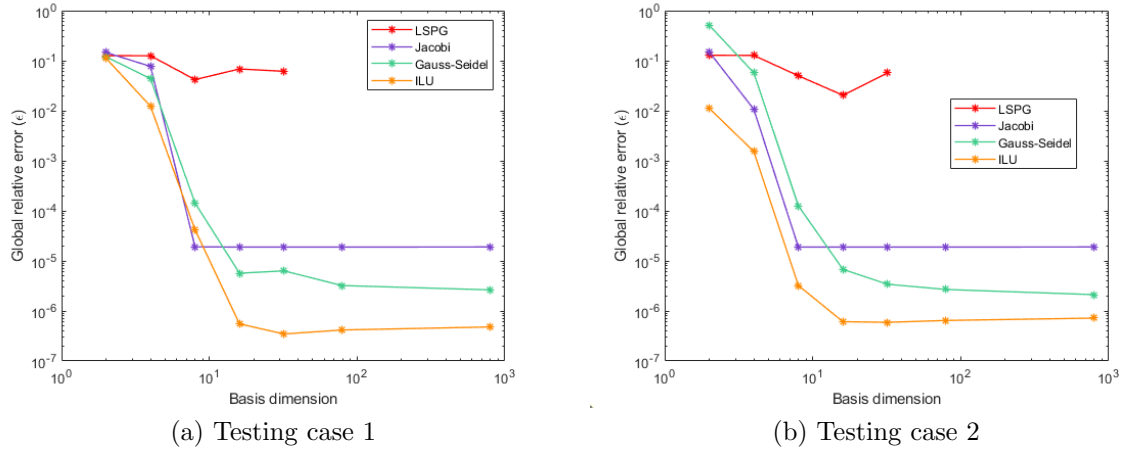 10^0
10^-1
10^-2
10^-3
10^-4
10^-5
10^-6
10^-7
Global relative error (ϵ)
LSPG
Jacobi
Gauss-Seidel
ILU
10^0 10^1 10^2 10^3
Basis dimension
(a) Testing case 1
10^0
10^-1
10^-2
10^-3
10^-4
10^-5
10^-6
10^-7
Global relative error (ϵ)
LSPG
Jacobi
Gauss-Seidel
ILU
10^0 10^1 10^2 10^3
Basis dimension
(b) Testing case 2